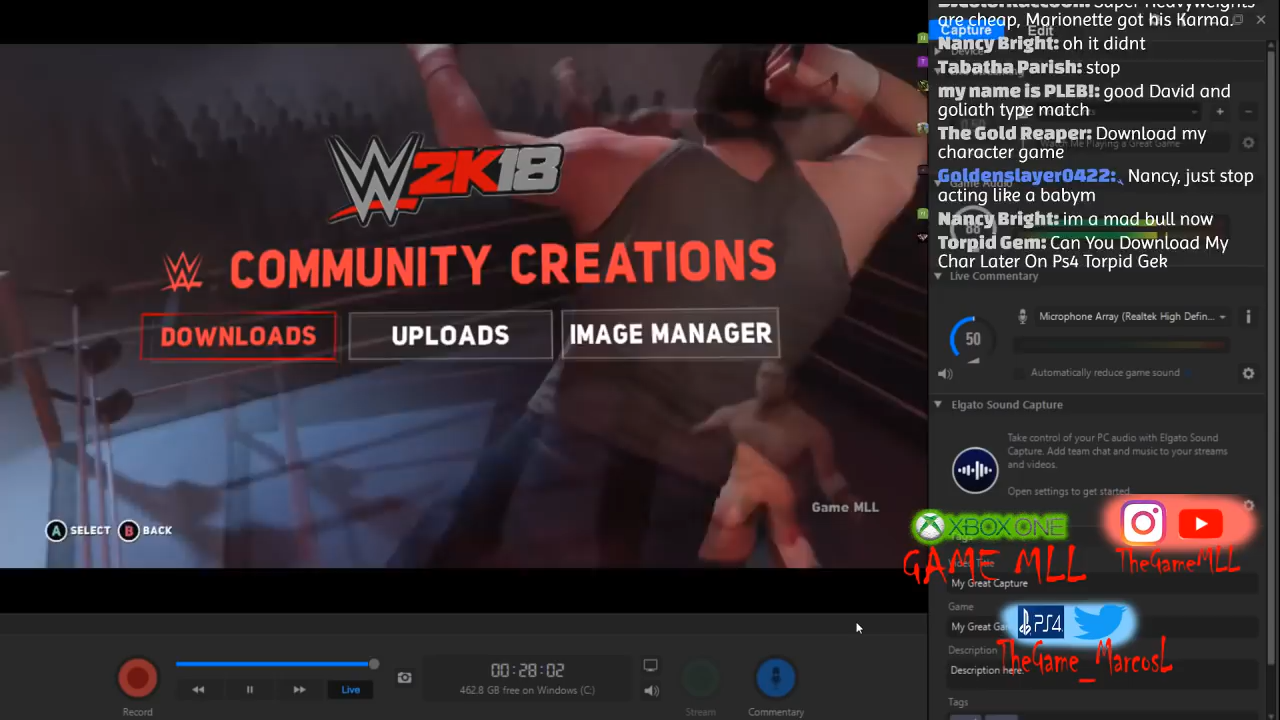 are cheap, Marionette got his Karma.
Capture
Edit
Nancy Bright: oh it didnt
Tabatha Parish: stop
my name is PLEB!: good David and
goliath type match
The Gold Reaper: Download my
character game
Goldenslayer0422: Nancy, just stop
acting like a babym
Nancy Bright: im a mad bull now
Torpid Gem: Can You Download My
Char Later On Ps4 Torpid Gek
Game Audio
88
Live Commentary
Microphone Array (Realtek High Defin...
50
Automatically reduce game sound
Elgato Sound Capture
Take control of your PC audio with Elgato Sound
Capture. Add team chat and music to your streams
and videos.
Open settings to get started.
W2K18
COMMUNITY CREATIONS
DOWNLOADS
UPLOADS
IMAGE MANAGER
Game MLL
A SELECT B BACK
XBOX ONE
GAME MLL
TheGameMLL
My Great Capture
Game
PS4
TheGame_MarcosL
Description
Description here.
Tags
Record
Live
00:28:02
462.8 GB free on Windows (C:)
Stream
Commentary